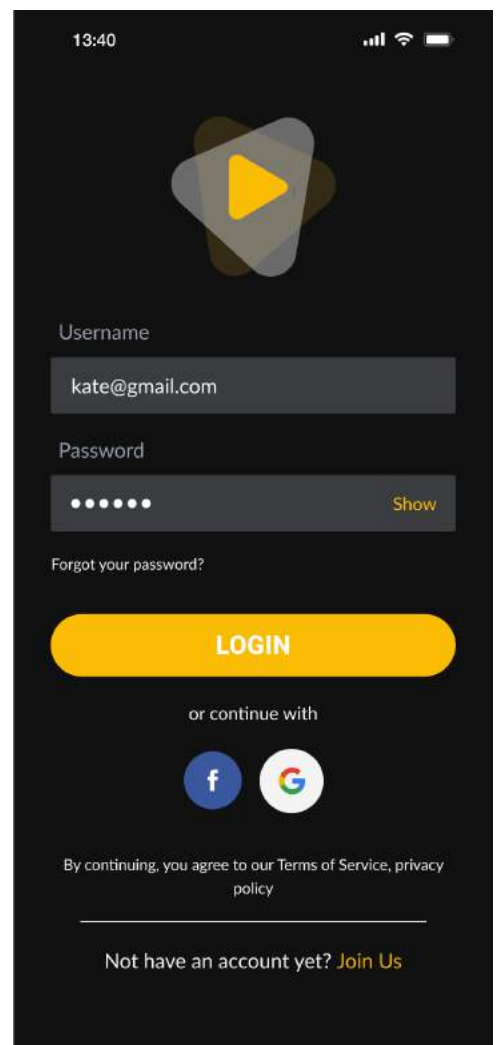 13:40
Username
kate@gmail.com
Password
●●●●●●
Show
Forgot your password?
LOGIN
or continue with
f
G
By continuing, you agree to our Terms of Service, privacy
policy
Not have an account yet? Join Us